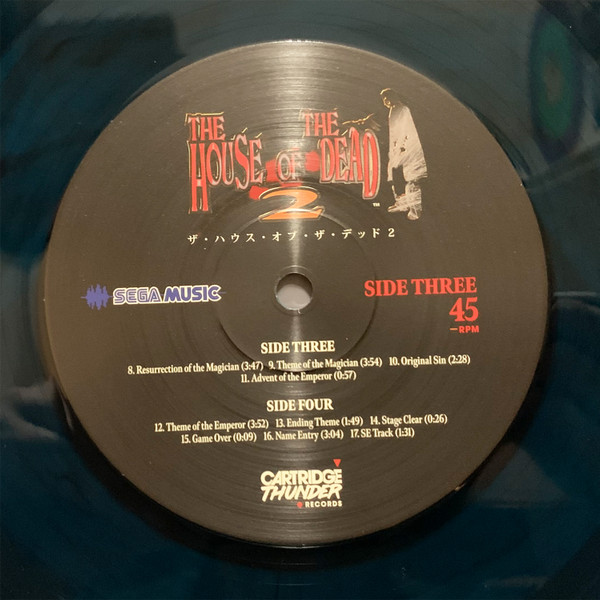 THE THE
HOUSE OF DEAD
2
TM
ザ・ハウス・オブ・ザ・デッド 2
SEGA MUSIC
SIDE THREE
45
RPM
SIDE THREE
8. Resurrection of the Magician (3:47) 9. Theme of the Magician (3:54) 10. Original Sin (2:28)
11. Advent of the Emperor (0:57)
SIDE FOUR
12. Theme of the Emperor (3:52) 13. Ending Theme (1:49) 14. Stage Clear (0:26)
15. Game Over (0:09) 16. Name Entry (3:04) 17. SE Track (1:31)
CARTRIDGE
THUNDER
RECORDS